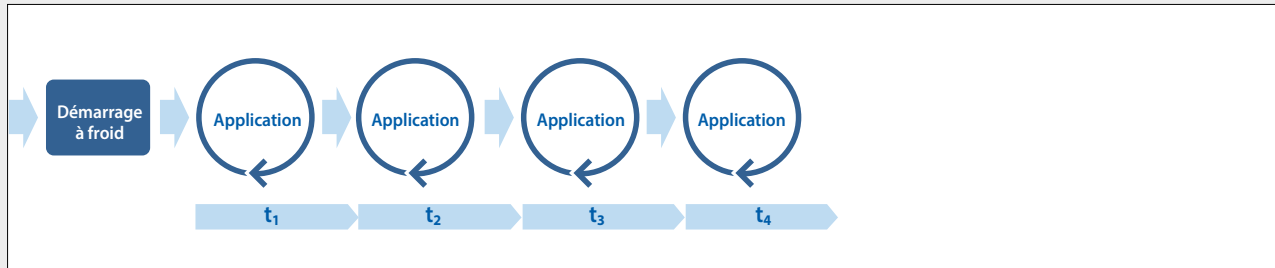 Démarrage
à froid
Application
Application
Application
Application
t₁
t₂
t₃
t₄